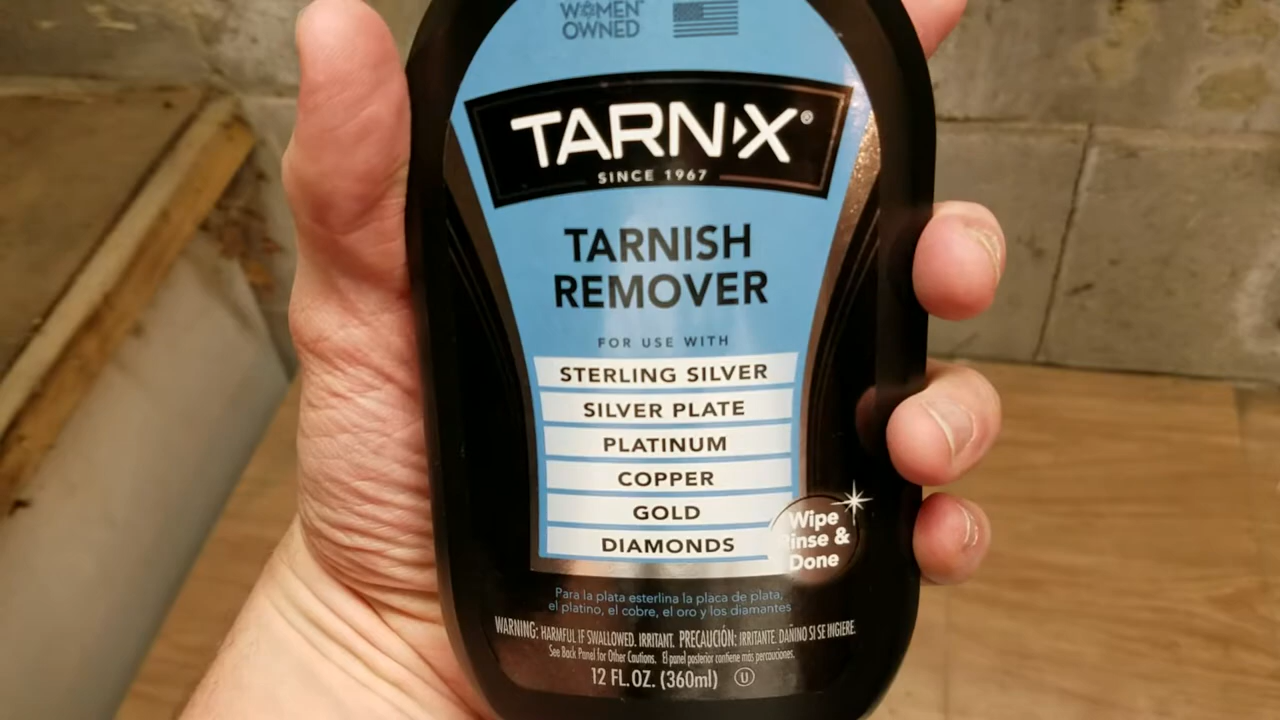 WOMEN
OWNED
TARN-X®
SINCE 1967
TARNISH
REMOVER
FOR USE WITH
STERLING SILVER
SILVER PLATE
PLATINUM
COPPER
GOLD
DIAMONDS
Wipe
Rinse &
Done
Para la plata esterlina la placa de plata,
el platino, el cobre, el oro y los diamantes
WARNING: HARMFUL IF SWALLOWED. IRRITANT. PRECAUCIÓN: IRRITANTE. DAÑINO SI SE INGIERE.
See Back Panel for Other Cautions. El panel posterior contiene más percauciones.
12 FL. OZ. (360ml) U